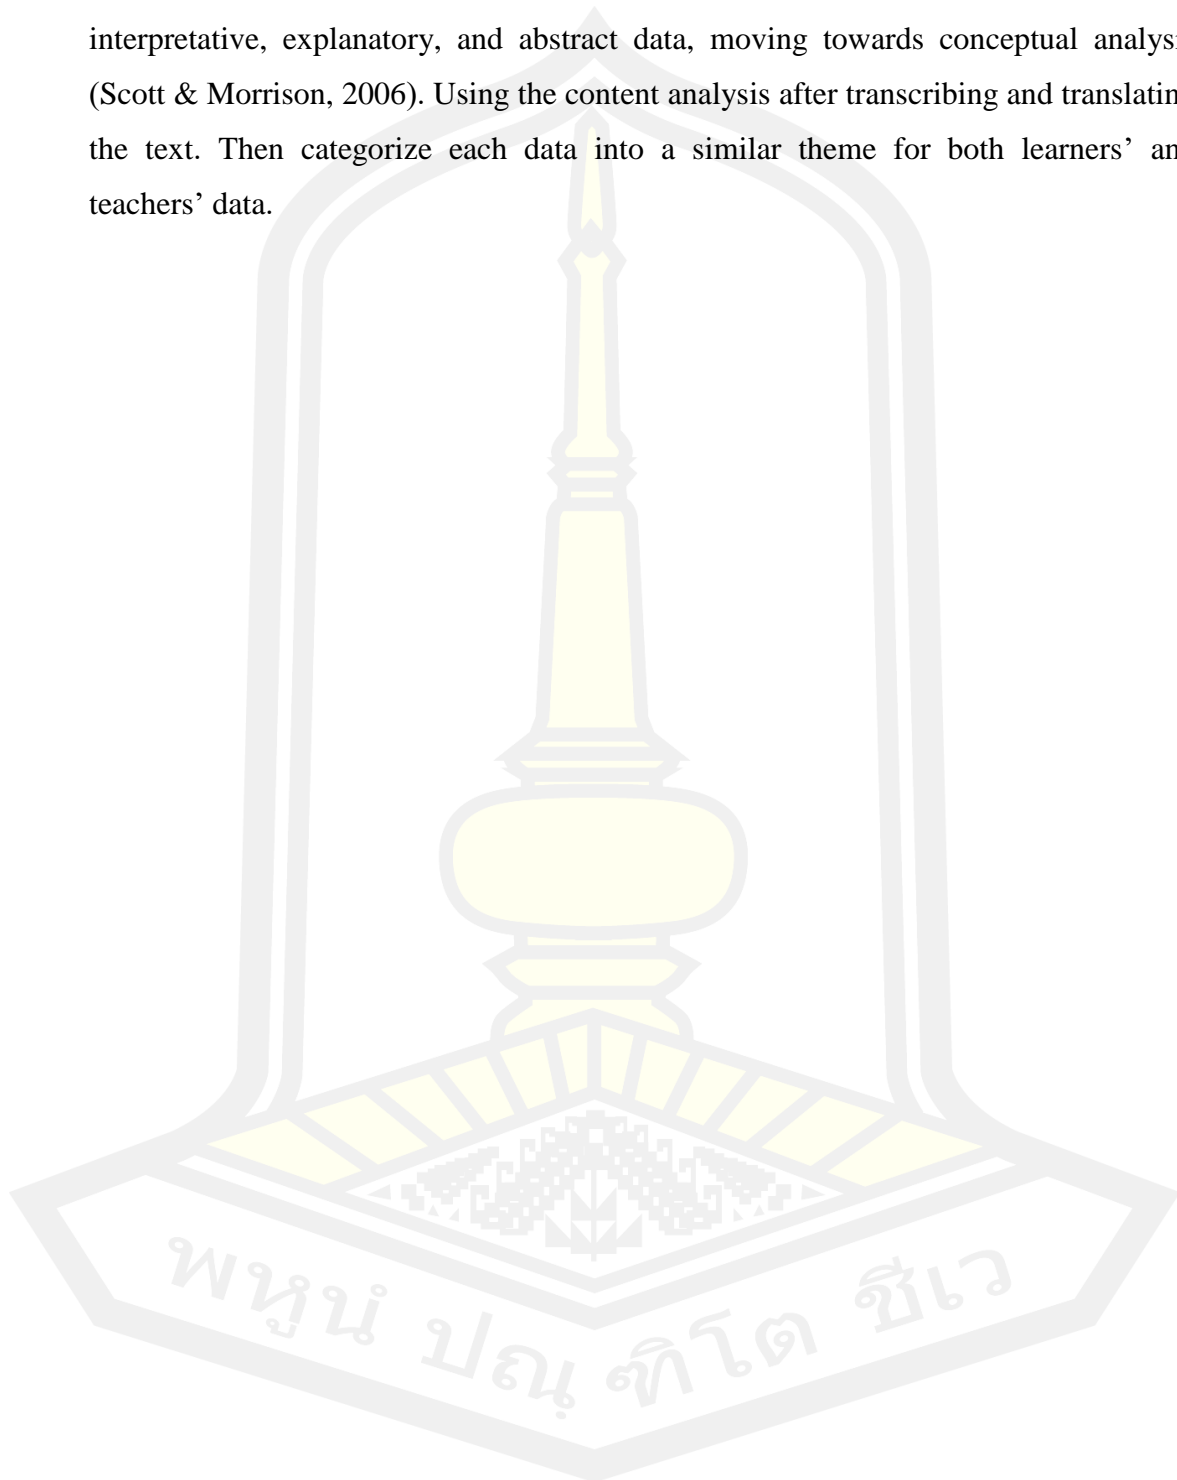 interpretative, explanatory, and abstract data, moving towards conceptual analysi
(Scott & Morrison, 2006). Using the content analysis after transcribing and translatin
the text. Then categorize each data into a similar theme for both learners’ an
teachers’ data.
พหูนํ ปณฺฑิโต ชีเว